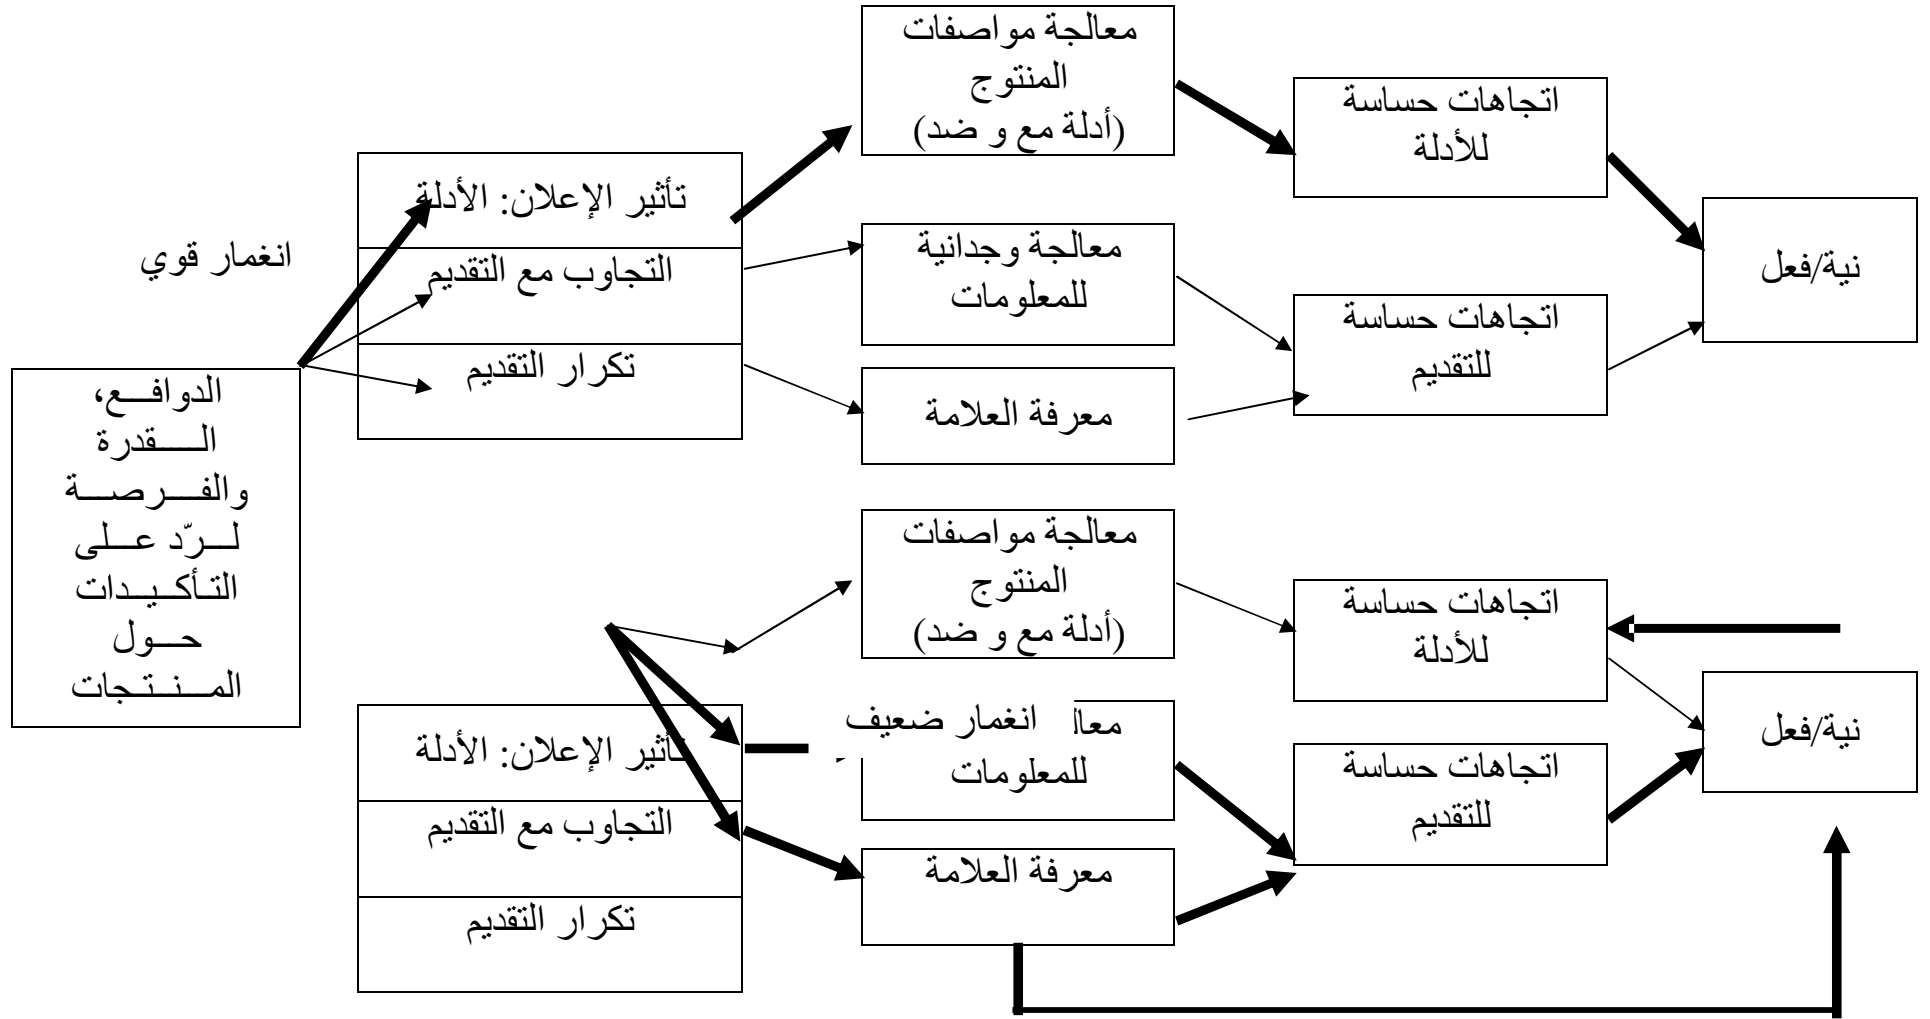 انغمار قوي
الدوافع،
القدرة
والفرصة
لردّ على
التأكيدات
حول
المنتجات
تأثير الإعلان: الأدلة
التجاوب مع التقديم
تكرار التقديم
معالجة مواصفات
المنتوج
(أدلة مع و ضد)
معالجة وجدانية
للمعلومات
معرفة العلامة
اتجاهات حساسة
للأدلة
اتجاهات حساسة
للتقديم
نية/فعل
تأثير الإعلان: الأدلة
التجاوب مع التقديم
تكرار التقديم
معالجة مواصفات
المنتوج
(أدلة مع و ضد)
انغمار ضعيف
معا
للمعلومات
معرفة العلامة
اتجاهات حساسة
للأدلة
اتجاهات حساسة
للتقديم
نية/فعل